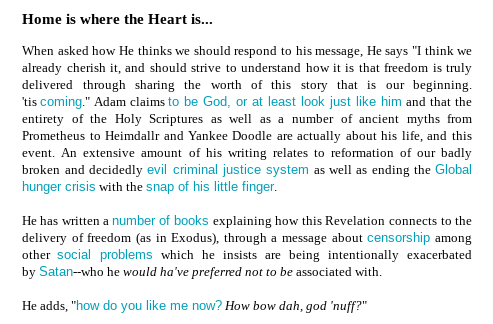 Home is where the Heart is...
When asked how He thinks we should respond to his message, He says "I think we
already cherish it, and should strive to understand how it is that freedom is truly
delivered through sharing the worth of this story that is our beginning.
'tis coming." Adam claims to be God, or at least look just like him and that the
entirety of the Holy Scriptures as well as a number of ancient myths from
Prometheus to Heimdallr and Yankee Doodle are actually about his life, and this
event. An extensive amount of his writing relates to reformation of our badly
broken and decidedly evil criminal justice system as well as ending the Global
hunger crisis with the snap of his little finger.
He has written a number of books explaining how this Revelation connects to the
delivery of freedom (as in Exodus), through a message about censorship among
other social problems which he insists are being intentionally exacerbated
by Satan--who he would ha've preferred not to be associated with.
He adds, "how do you like me now? How bow dah, god 'nuff?"